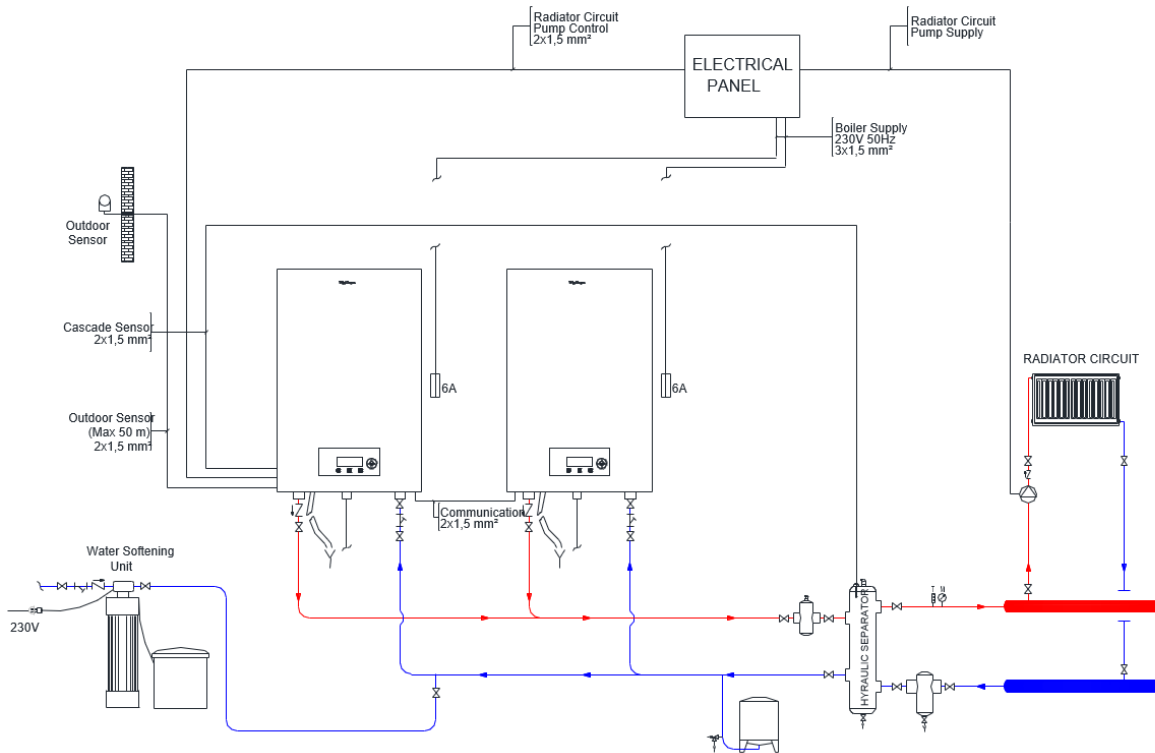 Radiator Circuit
Pump Control
2x1,5 mm²
ELECTRICAL
PANEL
Radiator Circuit
Pump Supply
Boiler Supply
230V 50Hz
3x1,5 mm²
Outdoor
Sensor
Cascade Sensor
2x1,5 mm²
Outdoor Sensor
(Max 50 m)
2x1,5 mm²
6A
6A
RADIATOR CIRCUIT
Communication
2x1,5 mm²
Water Softening
Unit
230V
HYRAULIC SEPARATOR
T M